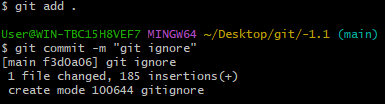 $ git add .
User@WIN-TBC15H8VEF7 MINGW64 ~/Desktop/git/-1.1 (main)
$ git commit -m "git ignore"
[main f3d0a06] git ignore
1 file changed, 185 insertions(+)
create mode 100644 gitignore